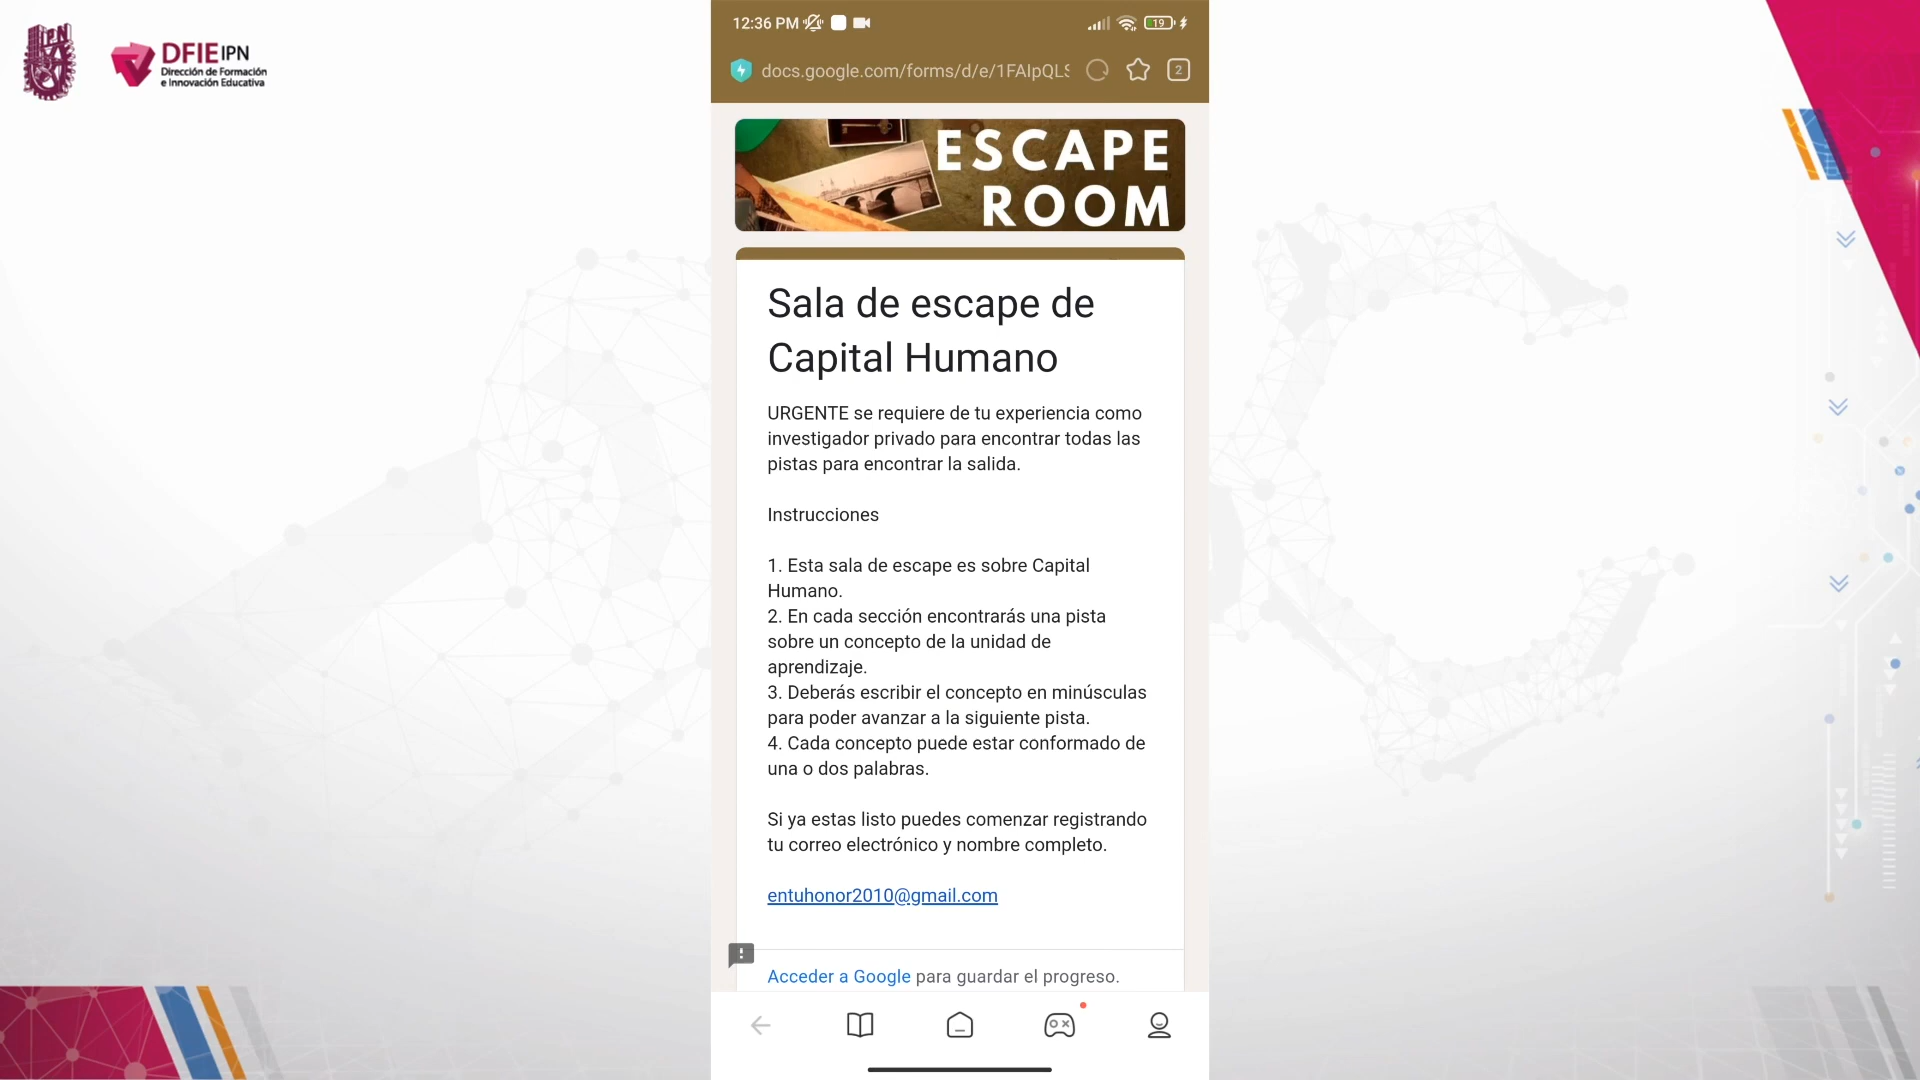 IPN
DFIE IPN
Dirección de Formación
e Innovación Educativa
12:36 PM
19
docs.google.com/forms/d/e/1FAIpQLS
2
ESCAPE
ROOM
Sala de escape de
Capital Humano
URGENTE se requiere de tu experiencia como
investigador privado para encontrar todas las
pistas para encontrar la salida.
Instrucciones
1. Esta sala de escape es sobre Capital
Humano.
2. En cada sección encontrarás una pista
sobre un concepto de la unidad de
aprendizaje.
3. Deberás escribir el concepto en minúsculas
para poder avanzar a la siguiente pista.
4. Cada concepto puede estar conformado de
una o dos palabras.
Si ya estas listo puedes comenzar registrando
tu correo electrónico y nombre completo.
entuhonor2010@gmail.com
Acceder a Google para guardar el progreso.